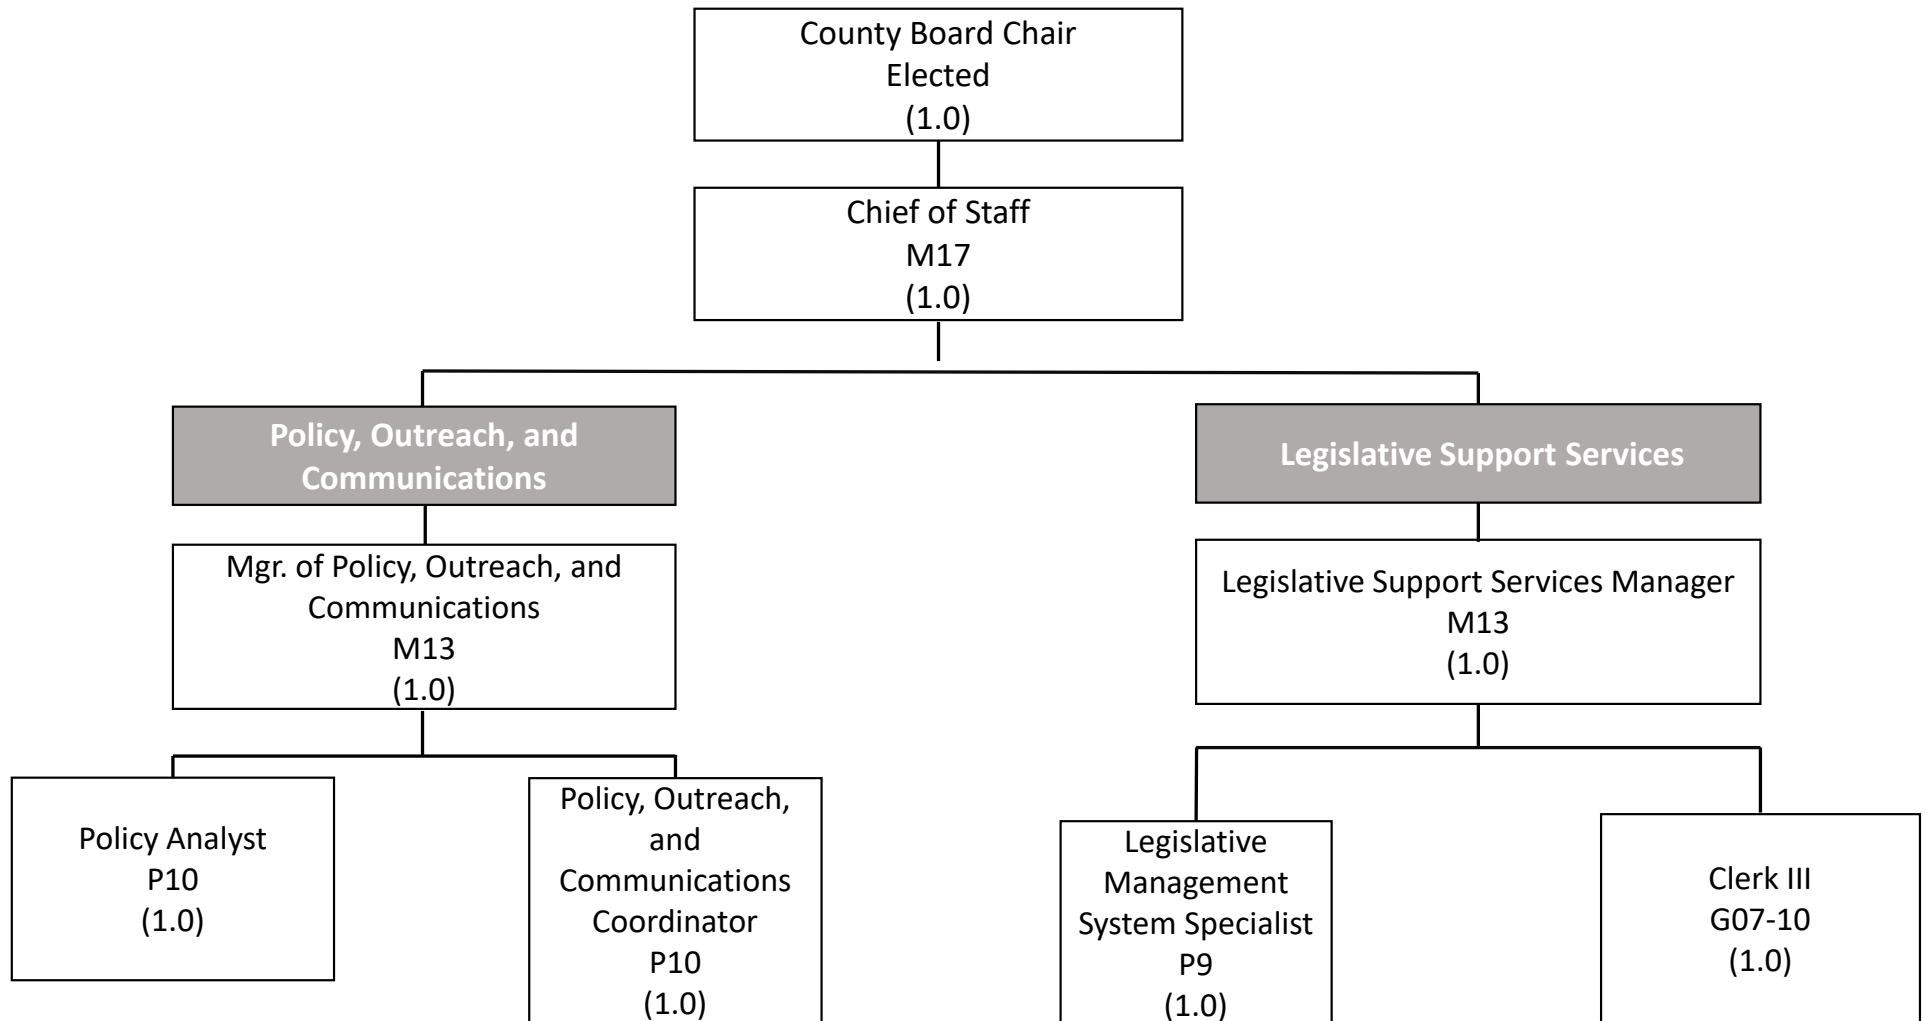 County Board Chair
Elected
(1.0)
Chief of Staff
M17
(1.0)
Policy, Outreach, and
Communications
Legislative Support Services
Mgr. of Policy, Outreach, and
Communications
M13
(1.0)
Legislative Support Services Manager
M13
(1.0)
Policy Analyst
P10
(1.0)
Policy, Outreach,
and
Communications
Coordinator
P10
(1.0)
Legislative
Management
System Specialist
P9
(1.0)
Clerk III
G07-10
(1.0)